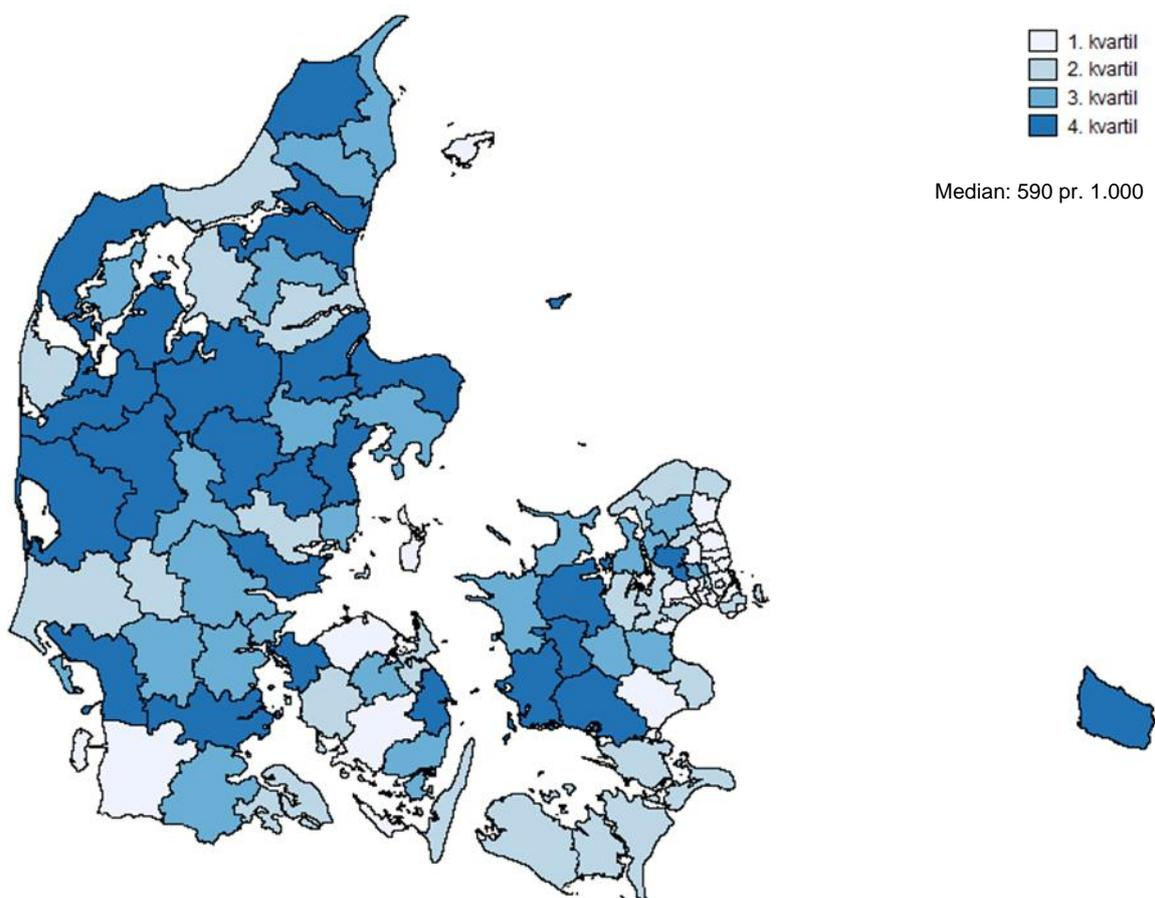 1. kvartil
2. kvartil
3. kvartil
4. kvartil
Median: 590 pr. 1.000